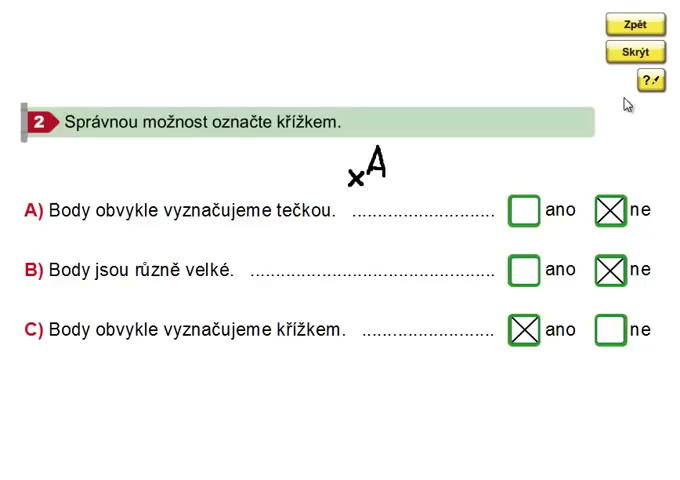 Zpět
Skrýt
?
2 Správnou možnost označte křížkem.
x A
A) Body obvykle vyznačujeme tečkou. ............................ ano ne
B) Body jsou různě velké. ................................................ ano ne
C) Body obvykle vyznačujeme křížkem. .......................... ano ne